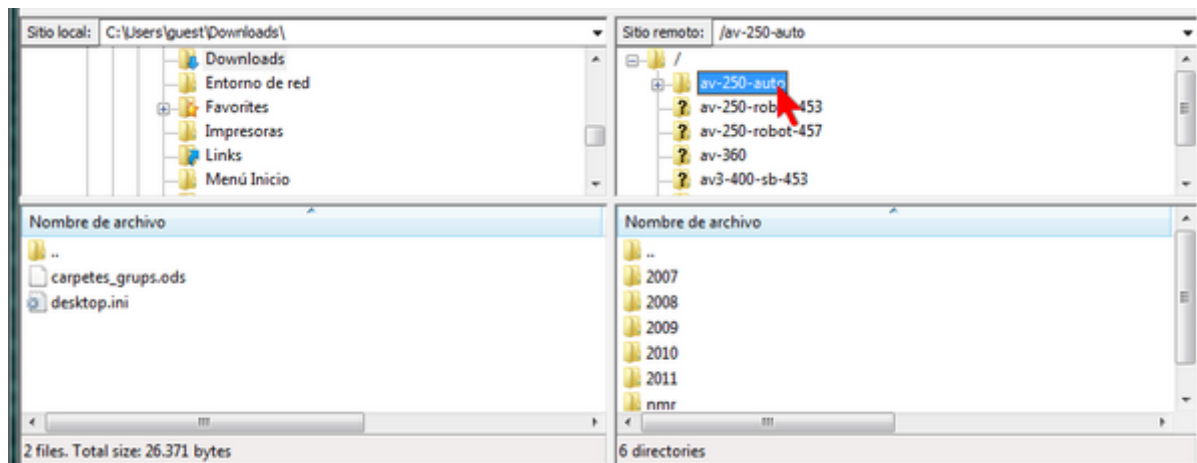 Sitio local: C:\Users\guest\Downloads\
Downloads
Entorno de red
Favorites
Impresoras
Links
Menú Inicio
Nombre de archivo
..
carpetes_grups.ods
desktop.ini
2 files. Total size: 26.371 bytes
Sitio remoto: /av-250-auto
/
av-250-auto
av-250-robot-453
av-250-robot-457
av-360
av3-400-sb-453
Nombre de archivo
..
2007
2008
2009
2010
2011
nmr
6 directories